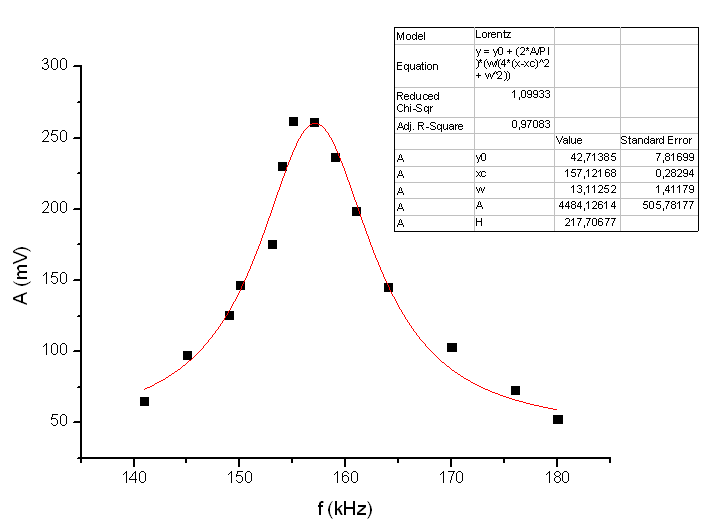 Model Lorentz
Equation y = y0 + (2*A/PI
)*(w/(4*(x-xc)^2
+ w^2))
Reduced
Chi-Sqr 1,09933
Adj. R-Square 0,97083
Value Standard Error
A y0 42,71385 7,81699
A xc 157,12168 0,28294
A w 13,11252 1,41179
A A 4484,12614 505,78177
A H 217,70677
300
250
200
150
100
50
A (mV)
140 150 160 170 180
f (kHz)